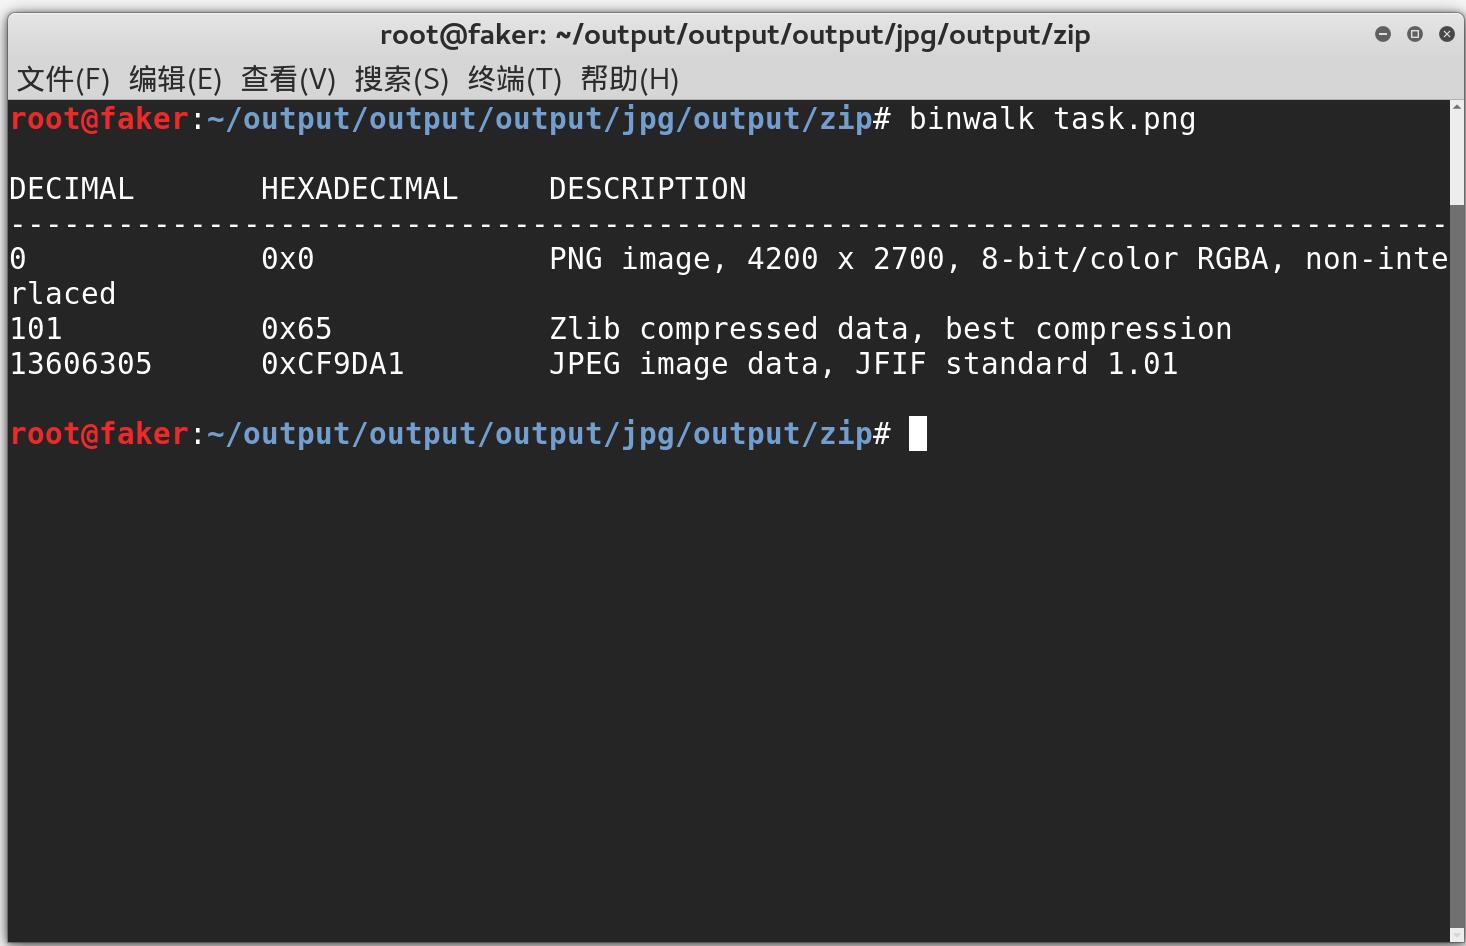 root@faker: ~/output/output/output/jpg/output/zip
文件(F) 编辑(E) 查看(V) 搜索(S) 终端(T) 帮助(H)
root@faker:~/output/output/output/jpg/output/zip# binwalk task.png
DECIMAL       HEXADECIMAL     DESCRIPTION
--------------------------------------------------------------------------------
0             0x0             PNG image, 4200 x 2700, 8-bit/color RGBA, non-inte
rlaced
101           0x65            Zlib compressed data, best compression
13606305      0xCF9DA1        JPEG image data, JFIF standard 1.01
root@faker:~/output/output/output/jpg/output/zip#